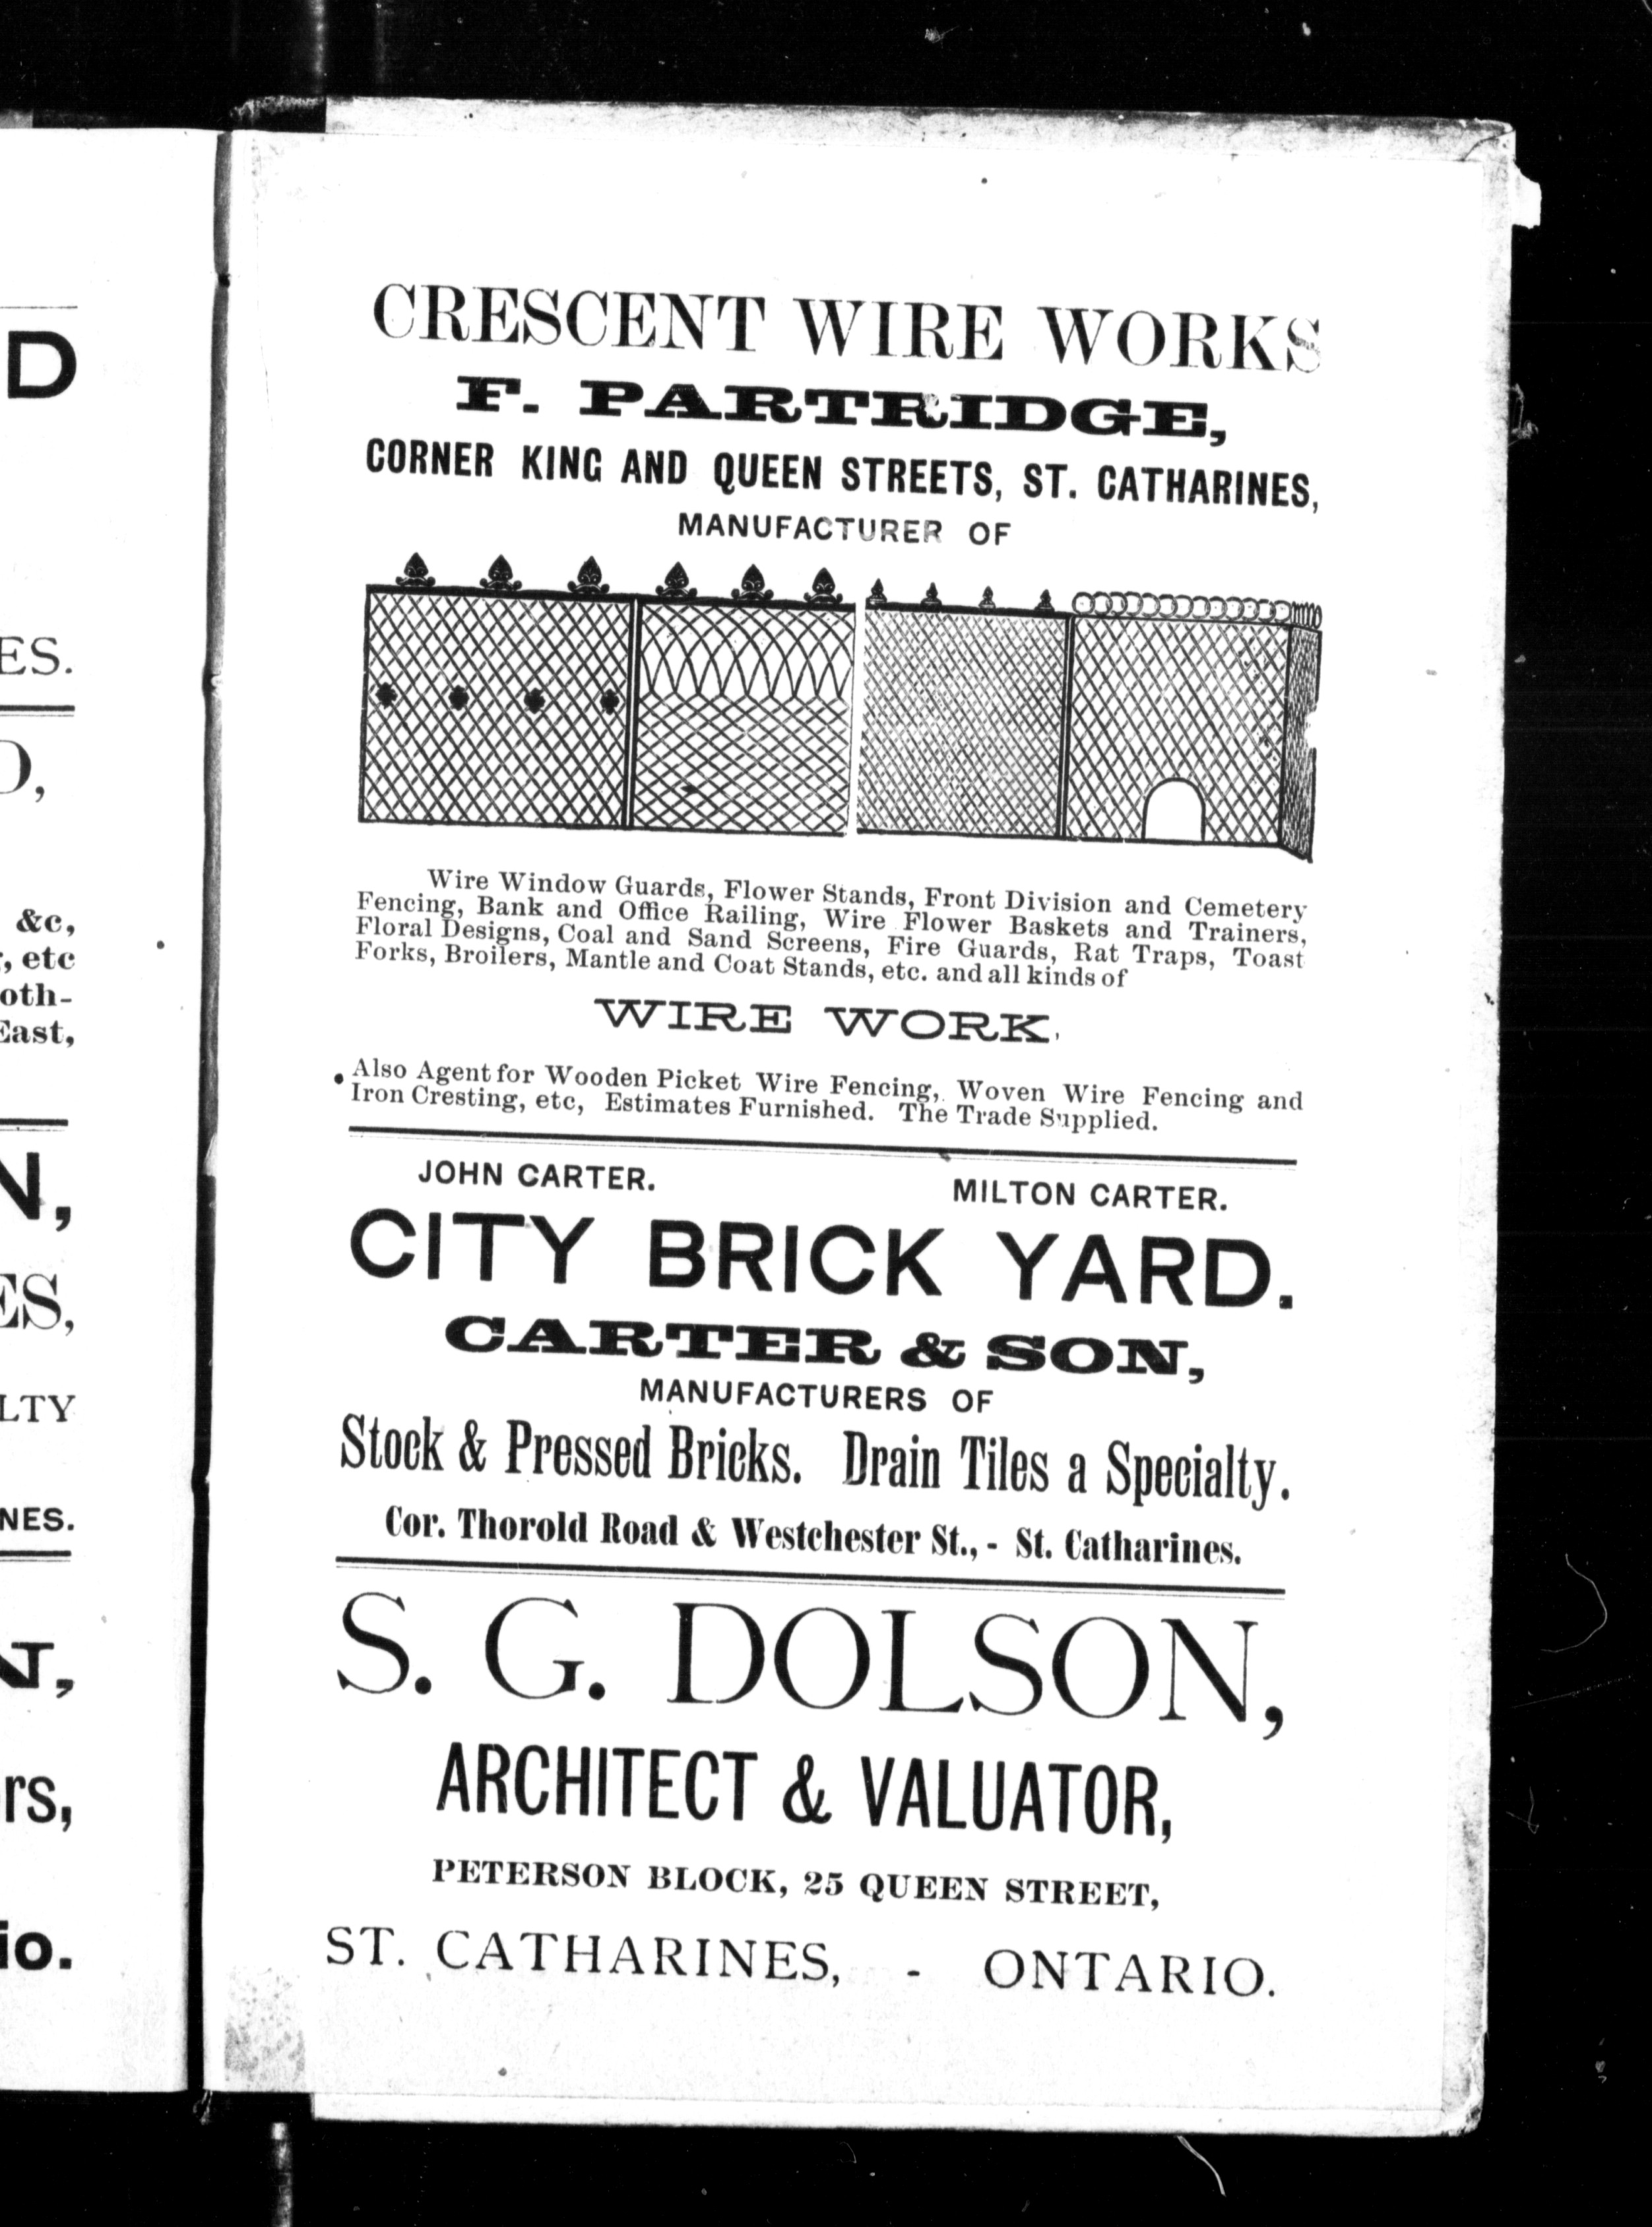 D
ES.
D,
&c,
, etc
oth-
East,
N,
ES,
LTY
NES.
N,
rs,
io.
CRESCENT WIRE WORKS
F. PARTRIDGE,
CORNER KING AND QUEEN STREETS, ST. CATHARINES,
MANUFACTURER OF
Wire Window Guards, Flower Stands, Front Division and Cemetery
Fencing, Bank and Office Railing, Wire Flower Baskets and Trainers,
Floral Designs, Coal and Sand Screens, Fire Guards, Rat Traps, Toast
Forks, Broilers, Mantle and Coat Stands, etc. and all kinds of
WIRE WORK.
Also Agent for Wooden Picket Wire Fencing, Woven Wire Fencing and
Iron Cresting, etc, Estimates Furnished. The Trade Supplied.
JOHN CARTER. MILTON CARTER.
CITY BRICK YARD.
CARTER & SON,
MANUFACTURERS OF
Stock & Pressed Bricks. Drain Tiles a Specialty.
Cor. Thorold Road & Westchester St., - St. Catharines.
S. G. DOLSON,
ARCHITECT & VALUATOR,
PETERSON BLOCK, 25 QUEEN STREET,
ST. CATHARINES, - ONTARIO.